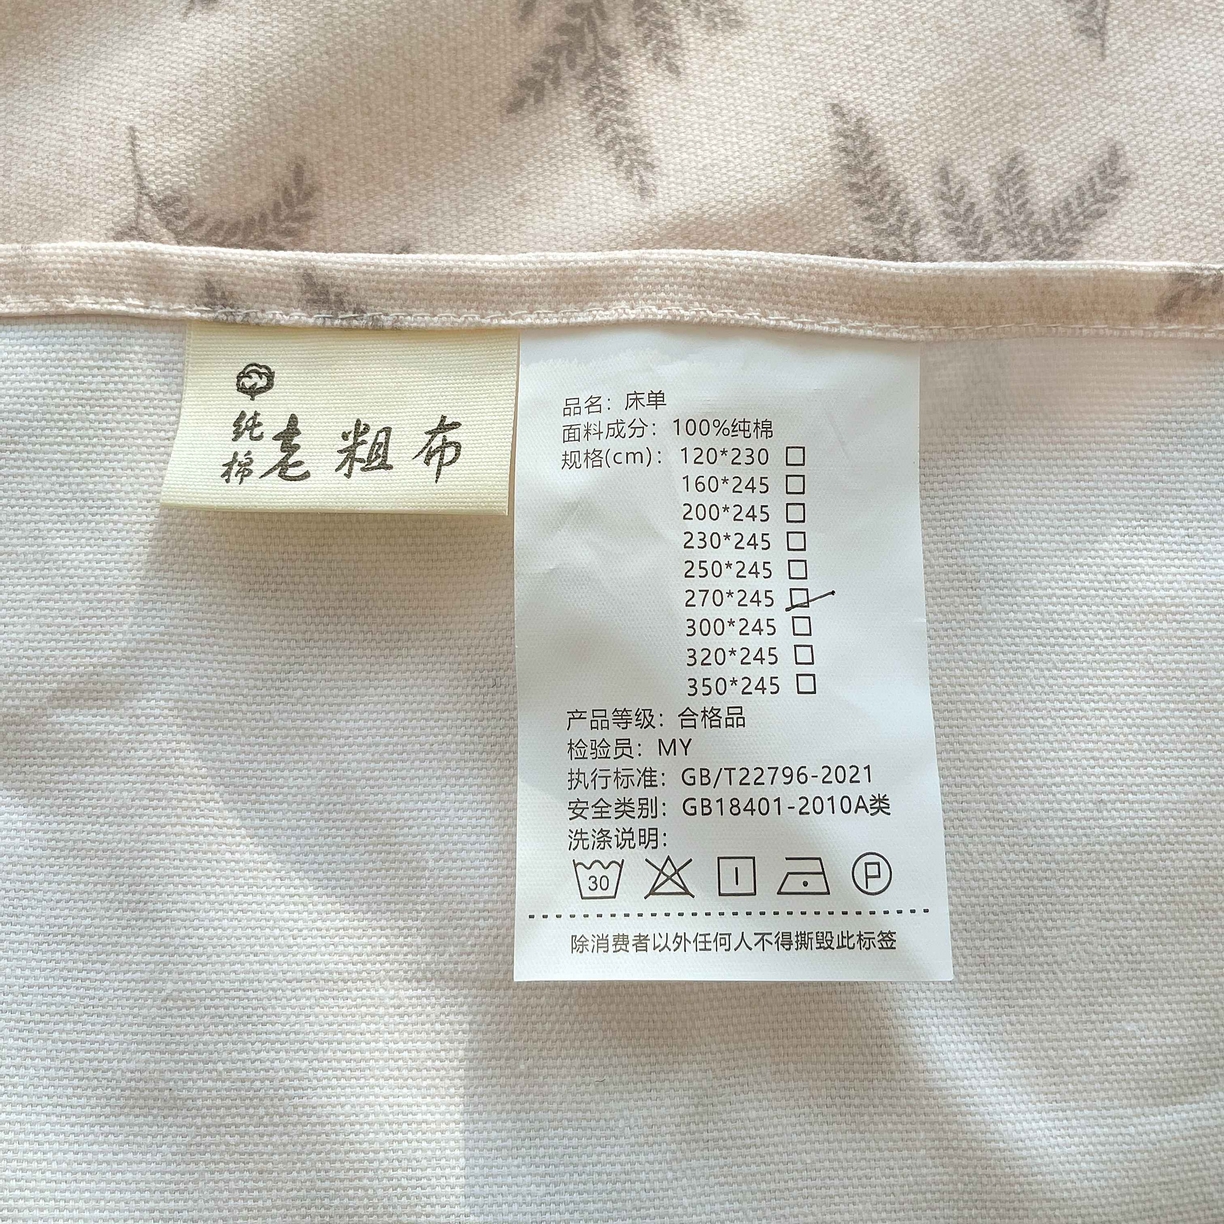 纯棉老粗布
品名：床单
面料成分：100%纯棉
规格(cm)：120*230 □
160*245 □
200*245 □
230*245 □
250*245 □
270*245 ☑
300*245 □
320*245 □
350*245 □
产品等级：合格品
检验员：MY
执行标准：GB/T22796-2021
安全类别：GB18401-2010A类
洗涤说明：
30 P
除消费者以外任何人不得撕毁此标签